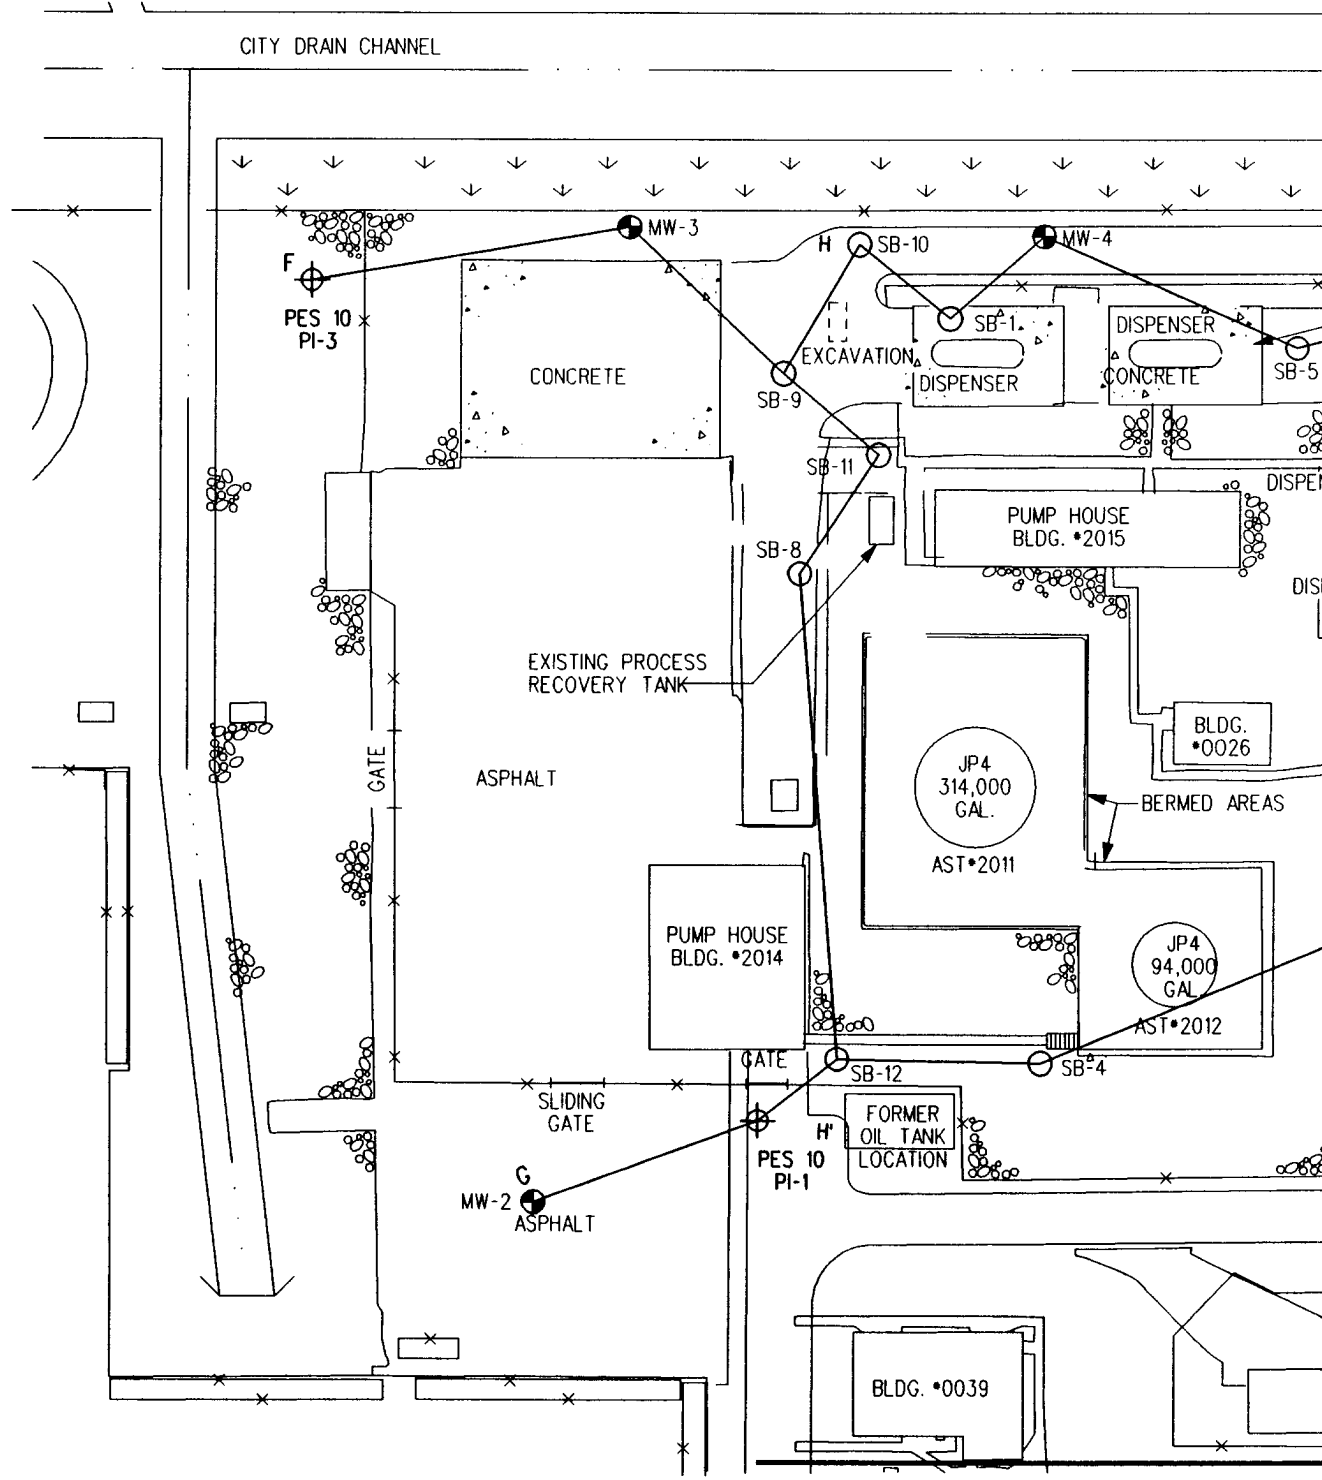 CITY DRAIN CHANNEL
MW-3
H
SB-10
MW-4
F
PES 10
PI-3
SB-1
DISPENSER
EXCAVATION
CONCRETE
DISPENSER
CONCRETE
SB-5
SB-9
SB-11
PUMP HOUSE
BLDG. #2015
SB-8
EXISTING PROCESS
RECOVERY TANK
BLDG.
#0026
GATE
ASPHALT
JP4
314,000
GAL.
BERMED AREAS
AST#2011
PUMP HOUSE
BLDG. #2014
JP4
94,000
GAL.
AST#2012
GATE
SB-12
SB-4
SLIDING
GATE
FORMER
OIL TANK
LOCATION
H'
PES 10
PI-1
G
MW-2
ASPHALT
BLDG. #0039